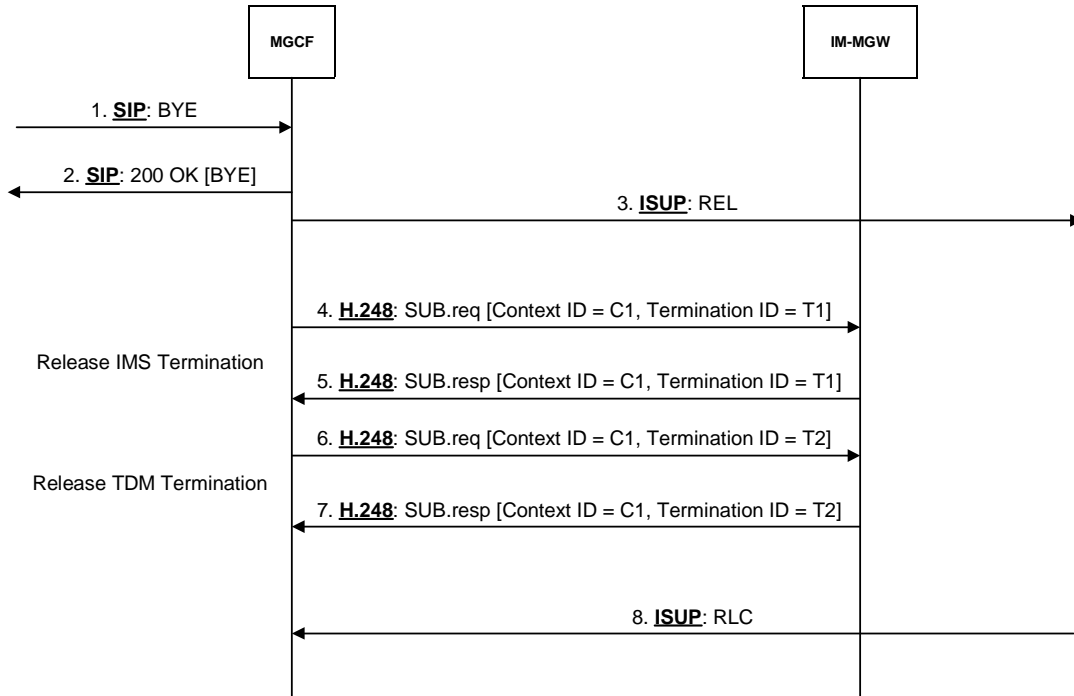 MGCF
IM-MGW
1. SIP: BYE
2. SIP: 200 OK [BYE]
3. ISUP: REL
4. H.248: SUB.req [Context ID = C1, Termination ID = T1]
Release IMS Termination
5. H.248: SUB.resp [Context ID = C1, Termination ID = T1]
6. H.248: SUB.req [Context ID = C1, Termination ID = T2]
Release TDM Termination
7. H.248: SUB.resp [Context ID = C1, Termination ID = T2]
8. ISUP: RLC